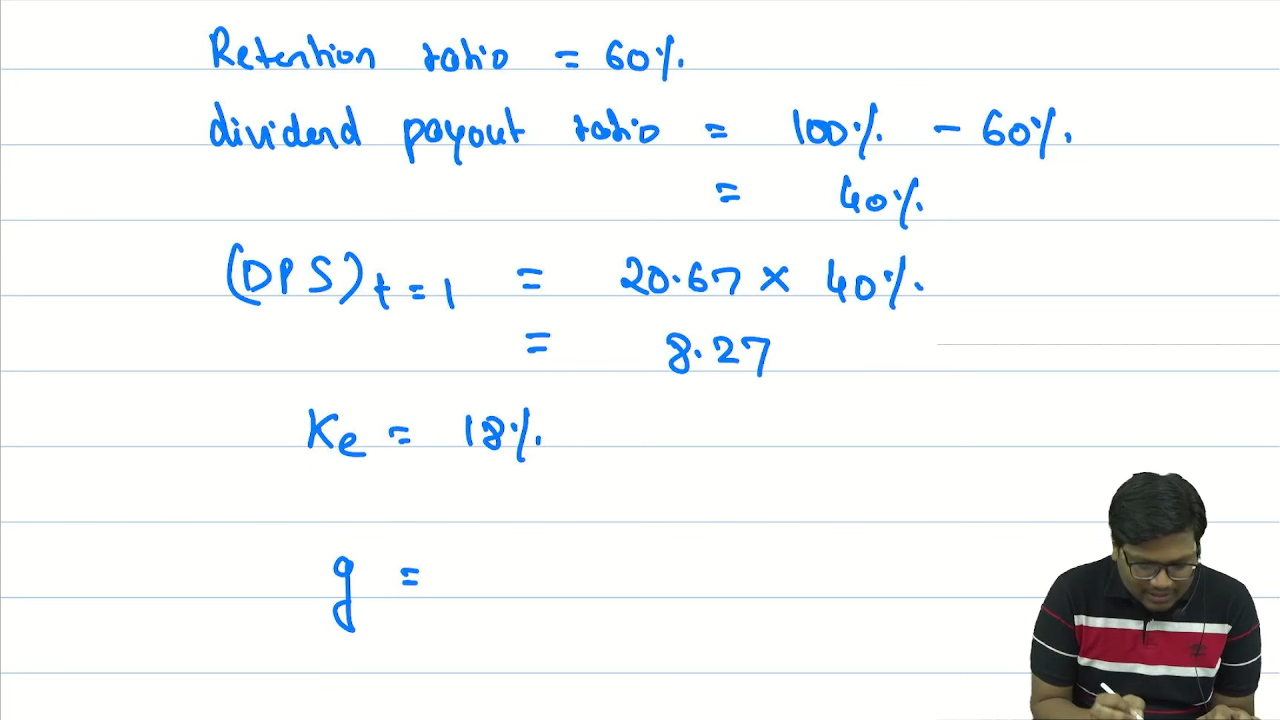 Retention ratio = 60%.
dividend payout ratio = 100% - 60%.
= 40%.
(DPS)t=1 = 20.67 × 40%.
= 8.27
Ke = 18%.
g =